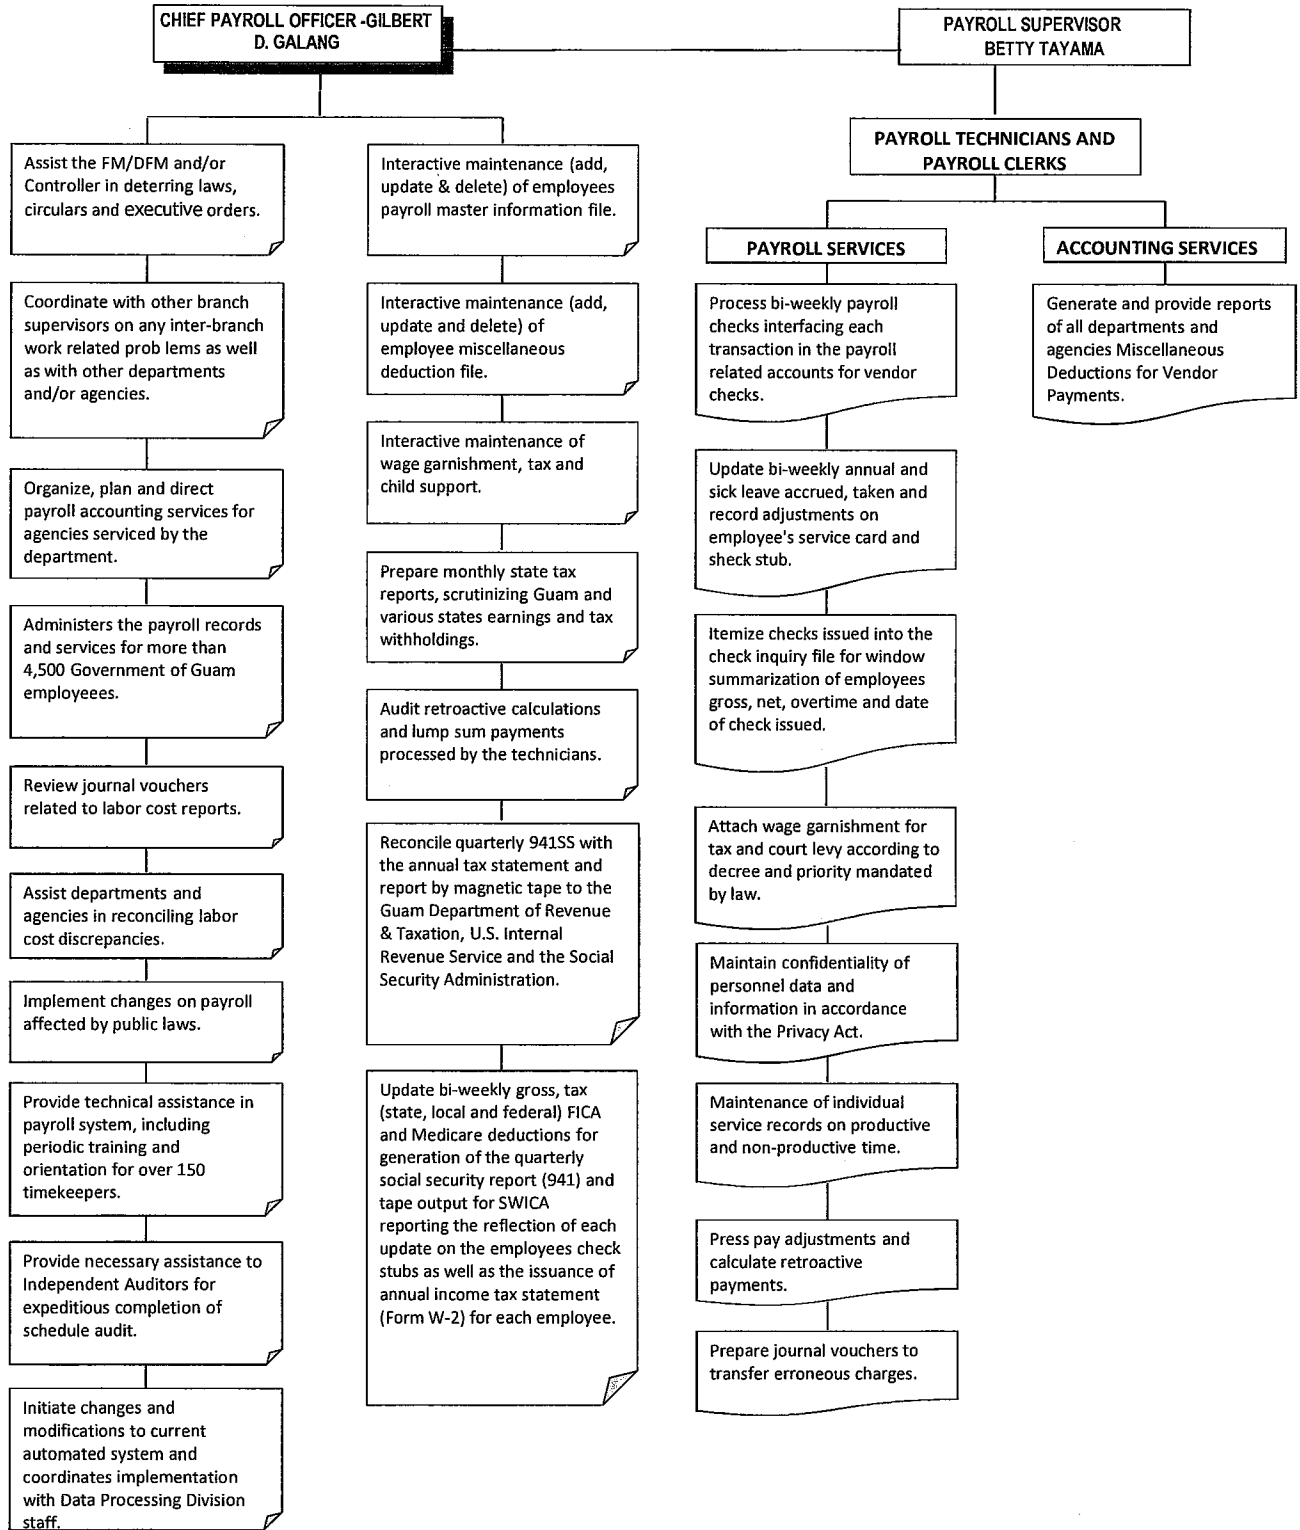 CHIEF PAYROLL OFFICER -GILBERT
D. GALANG
PAYROLL SUPERVISOR
BETTY TAYAMA
Assist the FM/DFM and/or
Controller in deterring laws,
circulars and executive orders.
Coordinate with other branch
supervisors on any inter-branch
work related prob lems as well
as with other departments
and/or agencies.
Organize, plan and direct
payroll accounting services for
agencies serviced by the
department.
Administers the payroll records
and services for more than
4,500 Government of Guam
employeees.
Review journal vouchers
related to labor cost reports.
Assist departments and
agencies in reconciling labor
cost discrepancies.
Implement changes on payroll
affected by public laws.
Provide technical assistance in
payroll system, including
periodic training and
orientation for over 150
timekeepers.
Provide necessary assistance to
Independent Auditors for
expeditious completion of
schedule audit.
Initiate changes and
modifications to current
automated system and
coordinates implementation
with Data Processing Division
staff.
Interactive maintenance (add,
update & delete) of employees
payroll master information file.
Interactive maintenance (add,
update and delete) of
employee miscellaneous
deduction file.
Interactive maintenance of
wage garnishment, tax and
child support.
Prepare monthly state tax
reports, scrutinizing Guam and
various states earnings and tax
withholdings.
Audit retroactive calculations
and lump sum payments
processed by the technicians.
Reconcile quarterly 941SS with
the annual tax statement and
report by magnetic tape to the
Guam Department of Revenue
& Taxation, U.S. Internal
Revenue Service and the Social
Security Administration.
Update bi-weekly gross, tax
(state, local and federal) FICA
and Medicare deductions for
generation of the quarterly
social security report (941) and
tape output for SWICA
reporting the reflection of each
update on the employees check
stubs as well as the issuance of
annual income tax statement
(Form W-2) for each employee.
PAYROLL TECHNICIANS AND
PAYROLL CLERKS
PAYROLL SERVICES
Process bi-weekly payroll
checks interfacing each
transaction in the payroll
related accounts for vendor
checks.
Update bi-weekly annual and
sick leave accrued, taken and
record adjustments on
employee's service card and
sheck stub.
Itemize checks issued into the
check inquiry file for window
summarization of employees
gross, net, overtime and date
of check issued.
Attach wage garnishment for
tax and court levy according to
decree and priority mandated
by law.
Maintain confidentiality of
personnel data and
information in accordance
with the Privacy Act.
Maintenance of individual
service records on productive
and non-productive time.
Press pay adjustments and
calculate retroactive
payments.
Prepare journal vouchers to
transfer erroneous charges.
ACCOUNTING SERVICES
Generate and provide reports
of all departments and
agencies Miscellaneous
Deductions for Vendor
Payments.